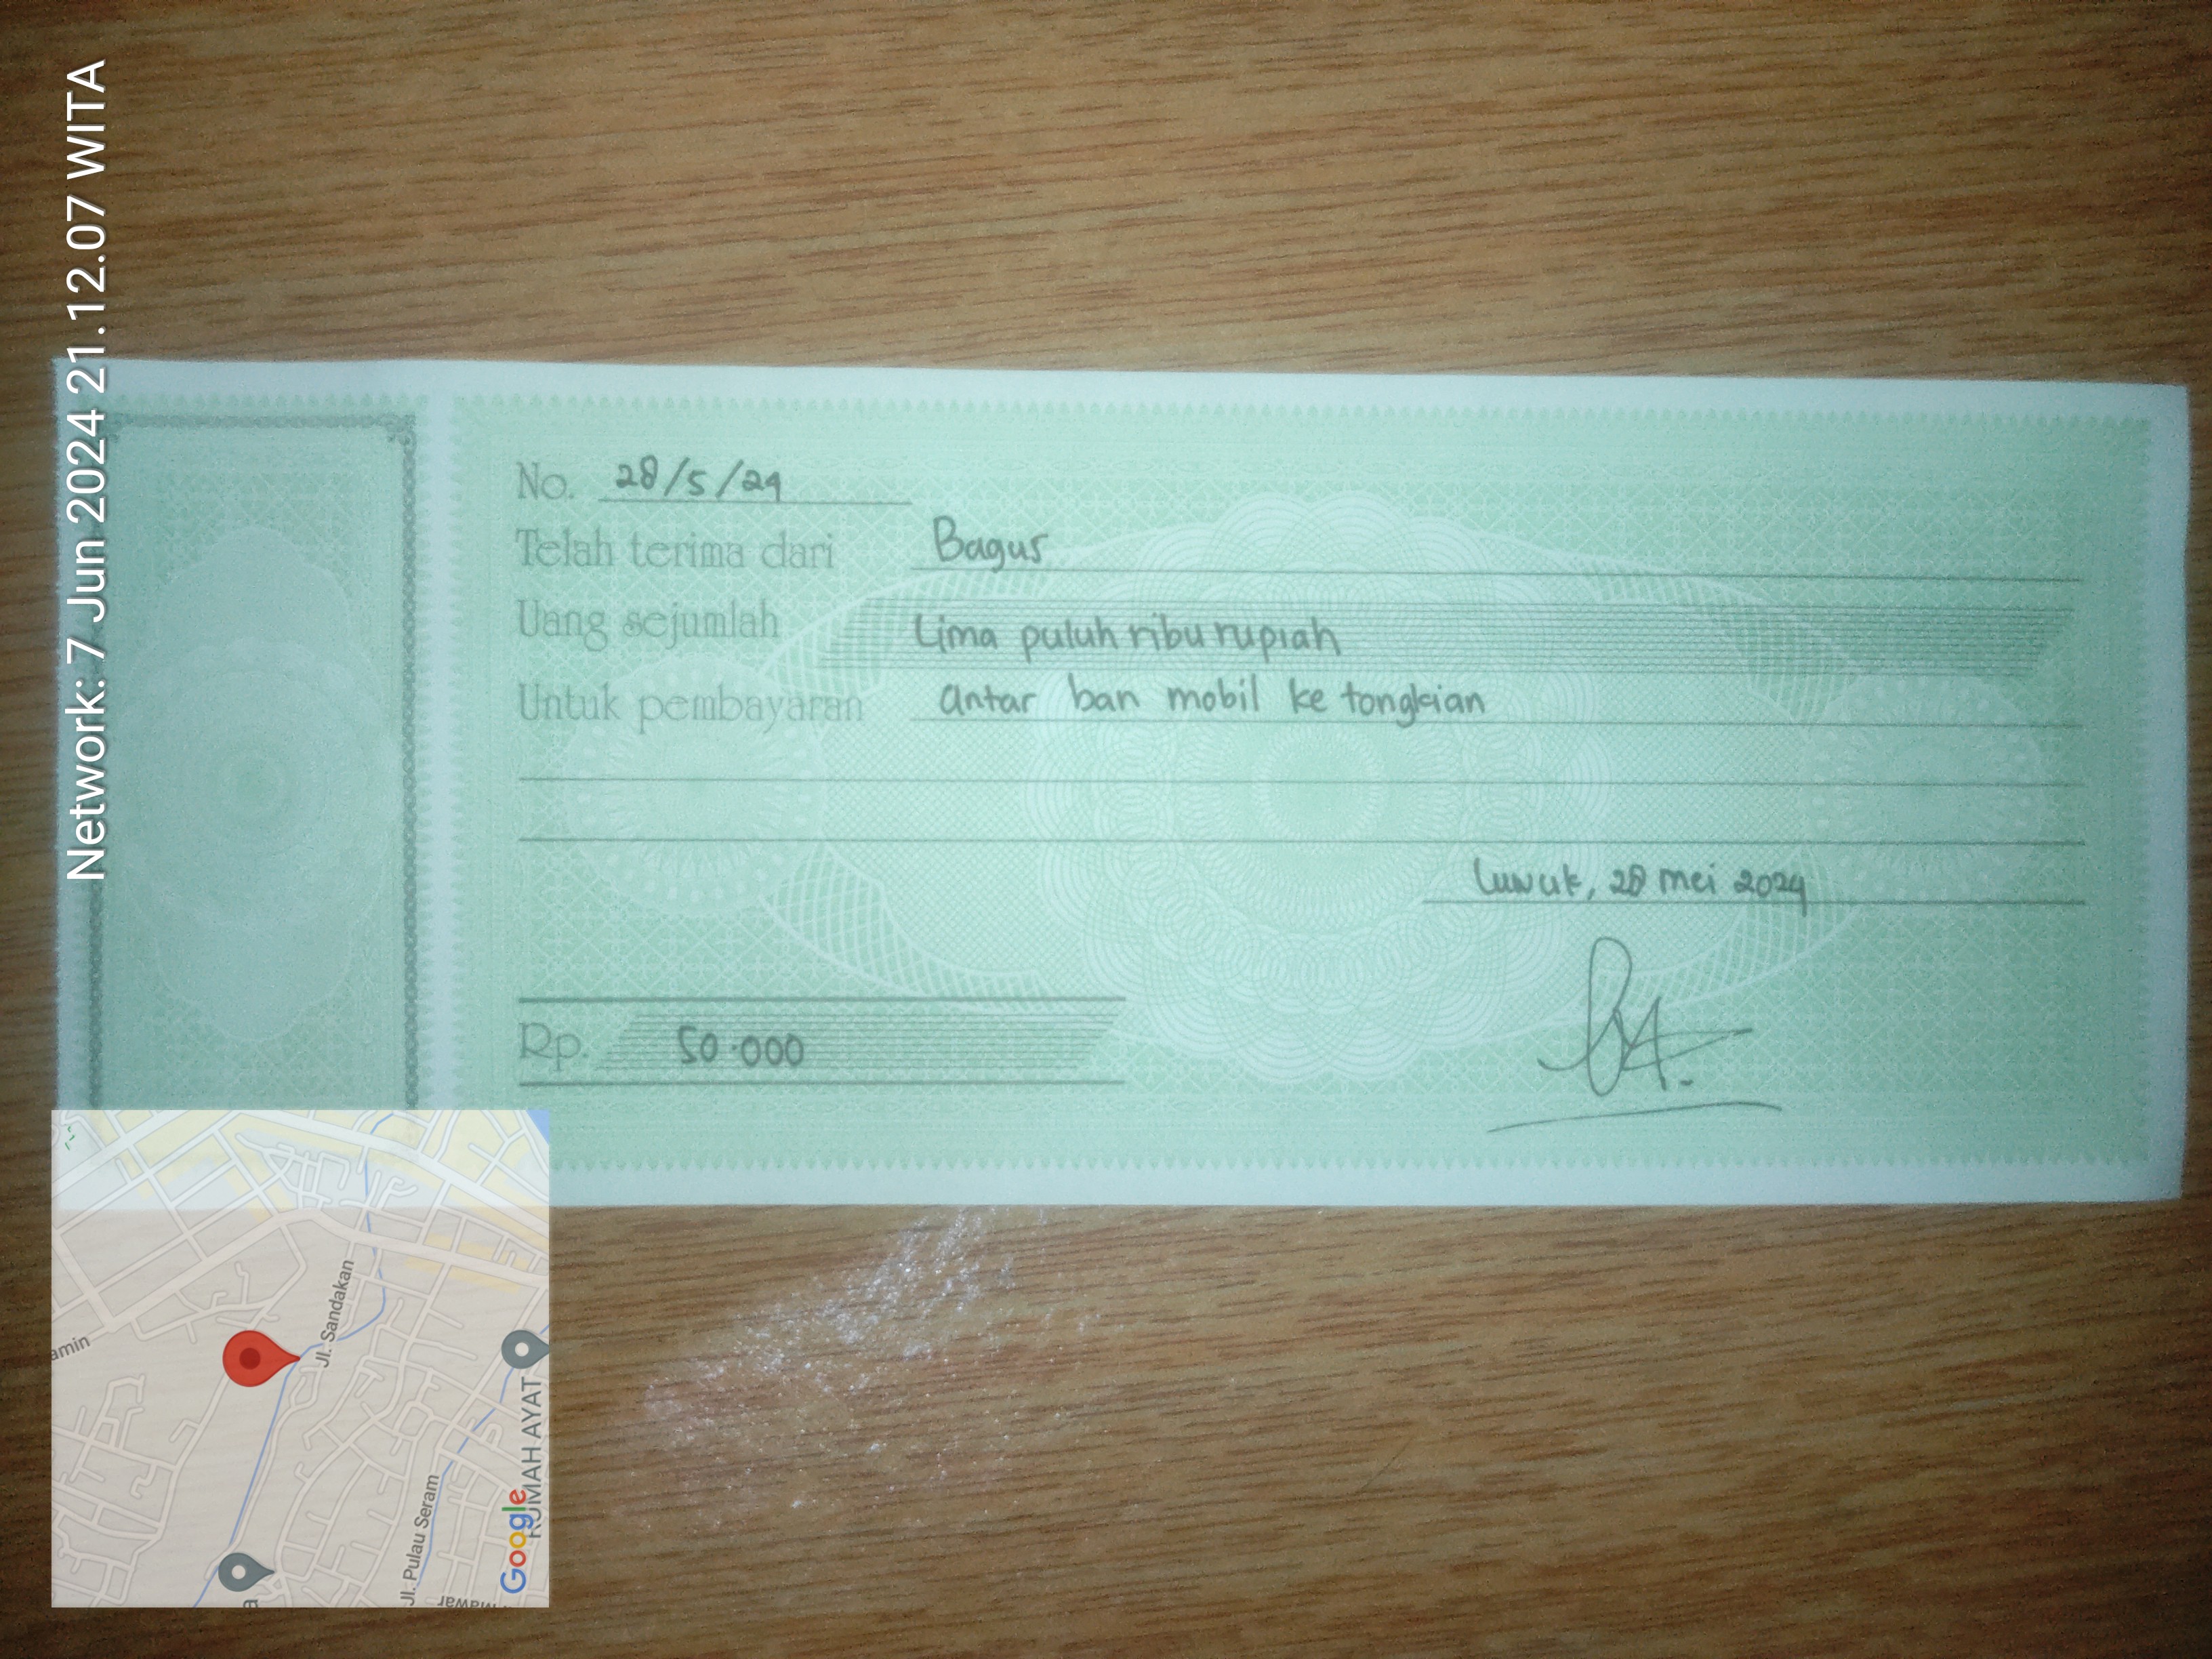 Network: 7 Jun 2024 21.12.07 WITA
No. 28/5/24
Telah terima dari Bagus
Uang sejumlah Lima puluh ribu rupiah
Untuk pembayaran antar ban mobil ke tongkian
Luwuk, 28 mei 2024
Rp. 50.000
amin
Jl. Sandakan
Jl. Pulau Seram
RUMAH AYAT
Google
Mawar
a